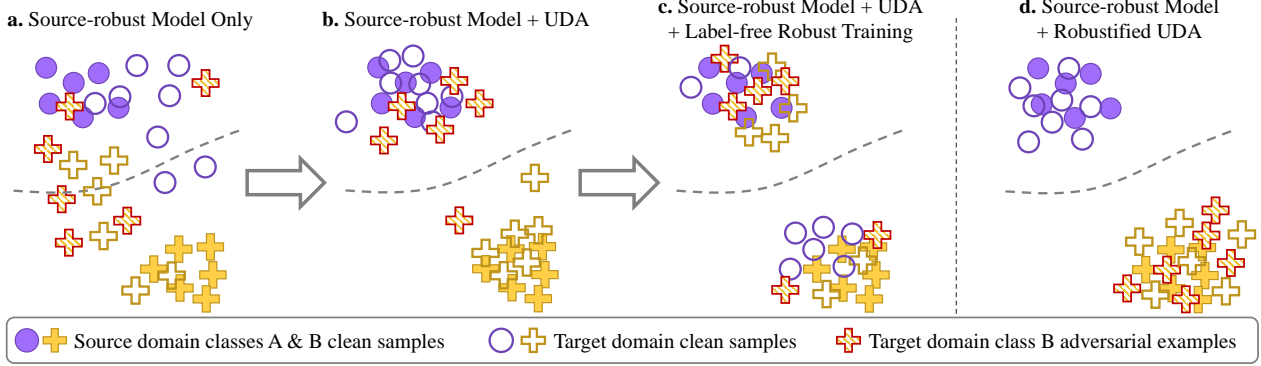 a. Source-robust Model Only
b. Source-robust Model + UDA
c. Source-robust Model + UDA
+ Label-free Robust Training
d. Source-robust Model
+ Robustified UDA
Source domain classes A & B clean samples
Target domain clean samples
Target domain class B adversarial examples